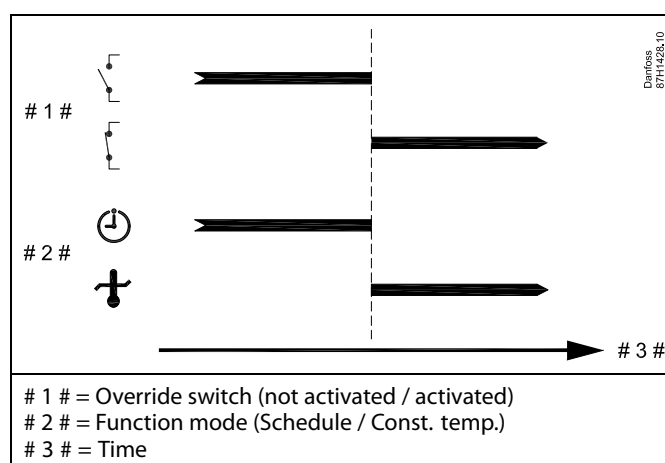 Danfoss
87H1428.10
# 1 #
# 2 #
# 3 #
# 1 # = Override switch (not activated / activated)
# 2 # = Function mode (Schedule / Const. temp.)
# 3 # = Time